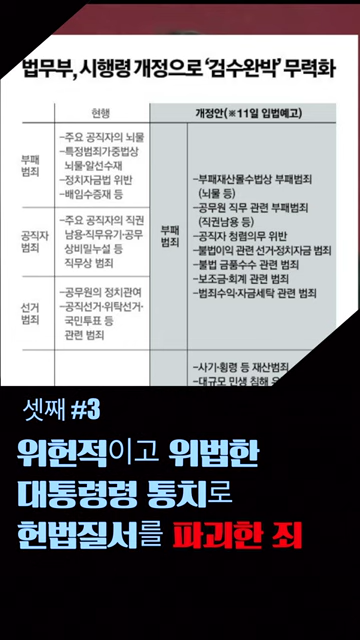 법무부, 시행령 개정으로 '검수완박' 무력화
현행
개정안(※11일 입법예고)
부패
범죄
–주요 공직자의 뇌물
–특정범죄가중법상
뇌물·알선수재
–정치자금법 위반
–배임수증재 등
공직자
범죄
–주요 공직자의 직권
남용·직무유기·공무
상비밀누설 등
직무상 범죄
선거
범죄
–공무원의 정치관여
–공직선거·위탁선거·
국민투표 등
관련 범죄
부패
범죄
–부패재산몰수법상 부패범죄
(뇌물 등)
–공무원 직무 관련 부패범죄
(직권남용 등)
–공직자 청렴의무 위반
–불법이익 관련 선거·정치자금 범죄
–불법 금품수수 관련 범죄
–보조금·회계 관련 범죄
–범죄수익·자금세탁 관련 범죄
–사기·횡령 등 재산범죄
–대규모 민생 침해
셋째 #3
위헌적이고 위법한
대통령령 통치로
헌법질서를 파괴한 죄